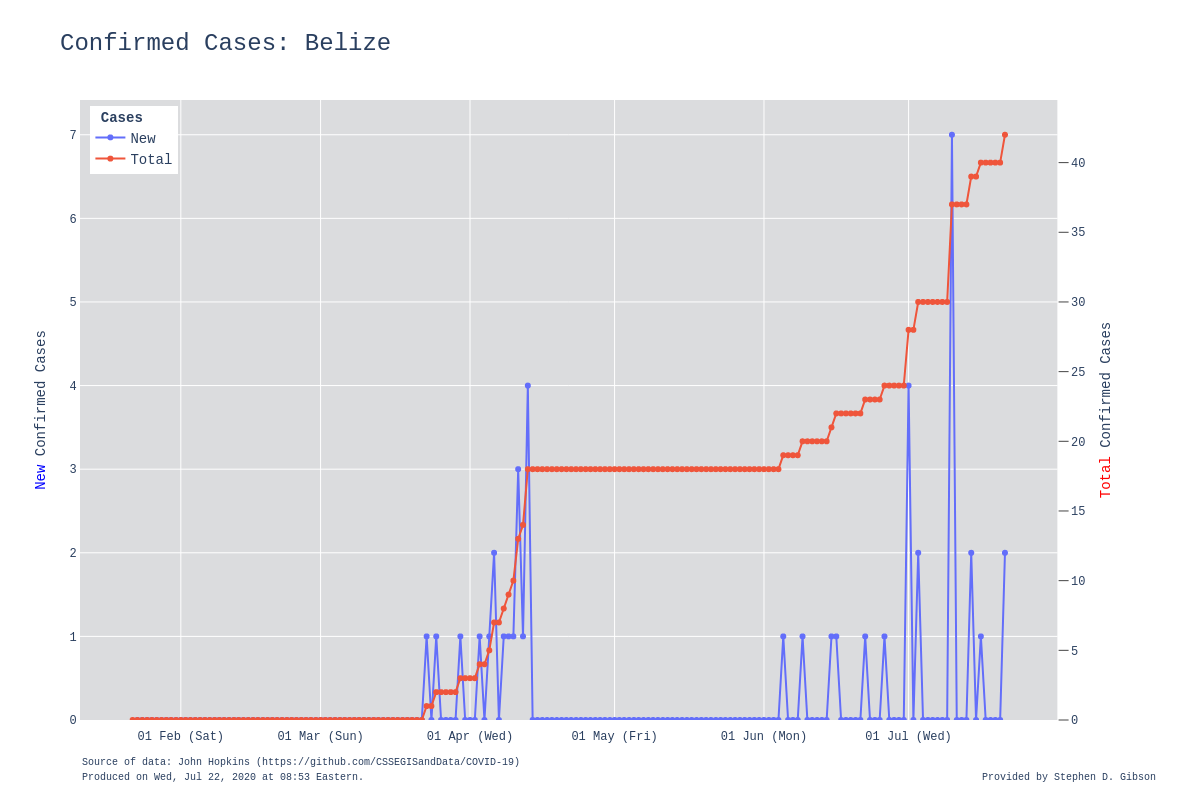 Confirmed Cases: Belize
Cases
New
Total
7
6
5
4
3
2
1
0
New Confirmed Cases
40
35
30
25
20
15
10
5
0
Total Confirmed Cases
01 Feb (Sat) 01 Mar (Sun) 01 Apr (Wed) 01 May (Fri) 01 Jun (Mon) 01 Jul (Wed)
Source of data: John Hopkins (https://github.com/CSSEGISandData/COVID-19)
Produced on Wed, Jul 22, 2020 at 08:53 Eastern.
Provided by Stephen D. Gibson